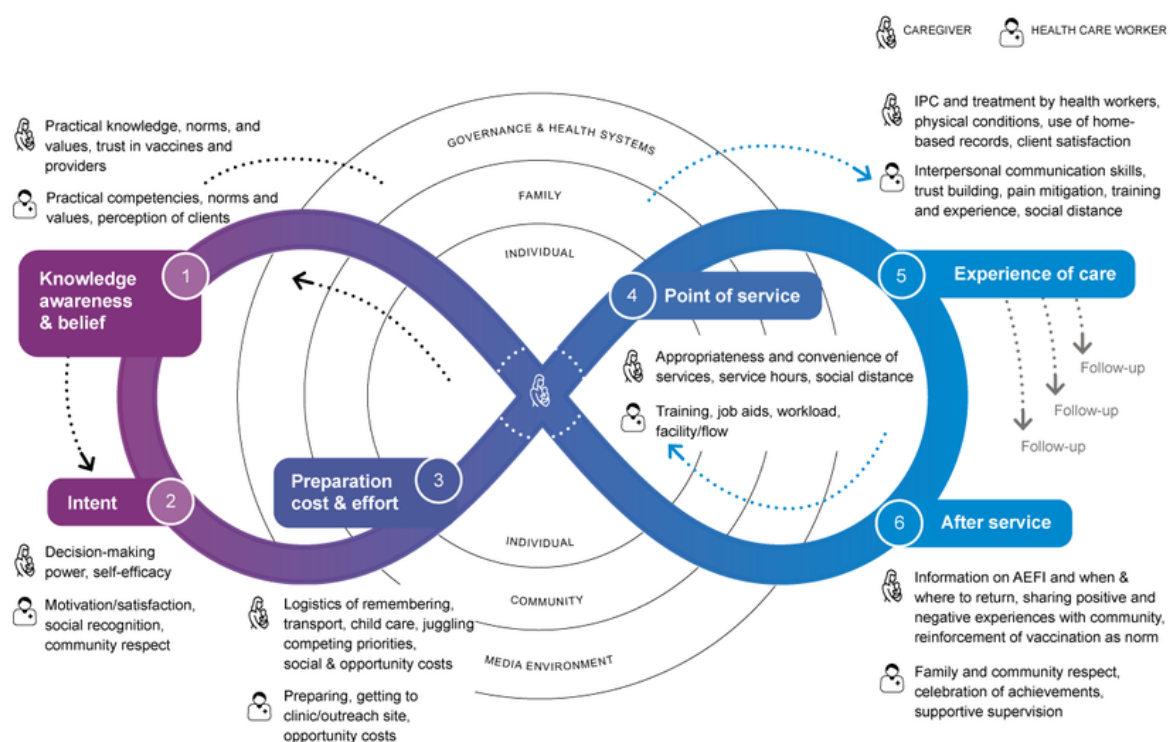 CAREGIVER
HEALTH CARE WORKER
Practical knowledge, norms, and
values, trust in vaccines and
providers
Practical competencies, norms and
values, perception of clients
GOVERNANCE & HEALTH SYSTEMS
FAMILY
INDIVIDUAL
IPC and treatment by health workers,
physical conditions, use of home-
based records, client satisfaction
Interpersonal communication skills,
trust building, pain mitigation, training
and experience, social distance
1
Knowledge
awareness
& belief
4
Point of service
5
Experience of care
Appropriateness and convenience of
services, service hours, social distance
Training, job aids, workload,
facility/flow
Follow-up
Follow-up
Follow-up
2
Intent
3
Preparation
cost & effort
6
After service
Decision-making
power, self-efficacy
Motivation/satisfaction,
social recognition,
community respect
INDIVIDUAL
COMMUNITY
MEDIA ENVIRONMENT
Logistics of remembering,
transport, child care, juggling
competing priorities,
social & opportunity costs
Preparing, getting to
clinic/outreach site,
opportunity costs
Information on AEFI and when &
where to return, sharing positive and
negative experiences with community,
reinforcement of vaccination as norm
Family and community respect,
celebration of achievements,
supportive supervision